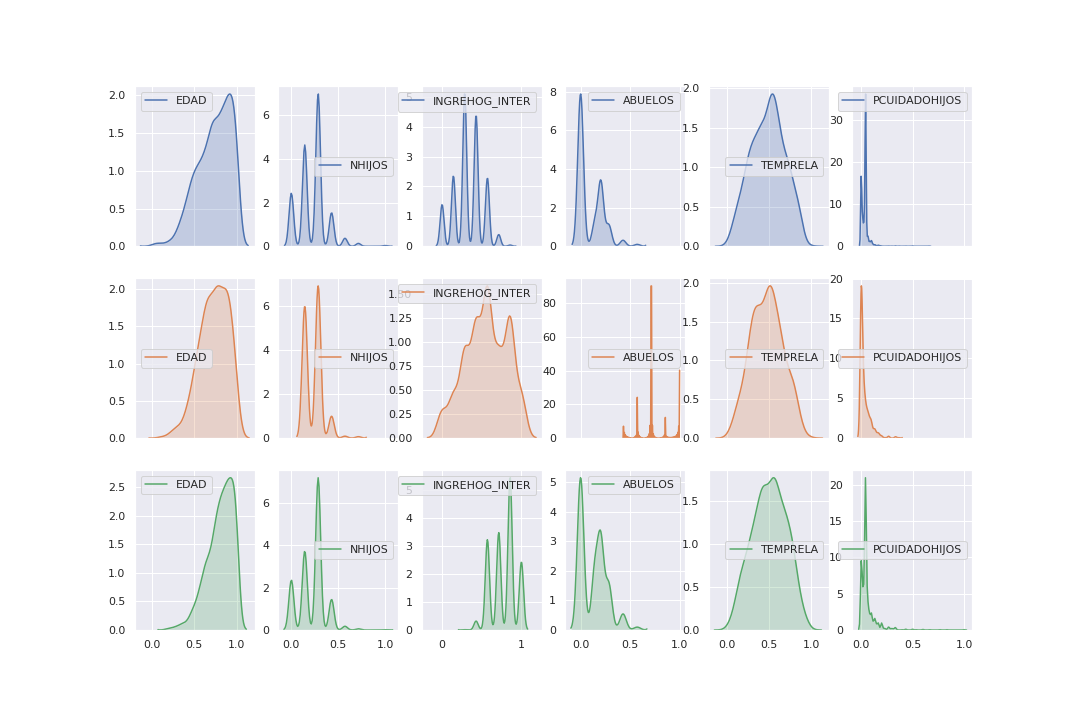 EDAD NHIJOS INGREHOG_INTER ABUELOS TEMPRELA PCUIDADOHIJOS
2.0 1.5 1.0 0.5 0.0
6 4 2 0
5 4 3 2 1 0
8 6 4 2 0
2.0 1.5 1.0 0.5 0.0
30 20 10 0
EDAD NHIJOS INGREHOG_INTER ABUELOS TEMPRELA PCUIDADOHIJOS
2.0 1.5 1.0 0.5 0.0
6 4 2 0
1.50 1.25 1.00 0.75 0.50 0.25 0.00
80 60 40 20 0
2.0 1.5 1.0 0.5 0.0
20 15 10 5 0
EDAD NHIJOS INGREHOG_INTER ABUELOS TEMPRELA PCUIDADOHIJOS
2.5 2.0 1.5 1.0 0.5 0.0
6 4 2 0
5 4 3 2 1 0
5 4 3 2 1 0
1.5 1.0 0.5 0.0
20 15 10 5 0
0.0 0.5 1.0
0.0 0.5 1.0
0 1
0.0 0.5 1.0
0.0 0.5 1.0
0.0 0.5 1.0